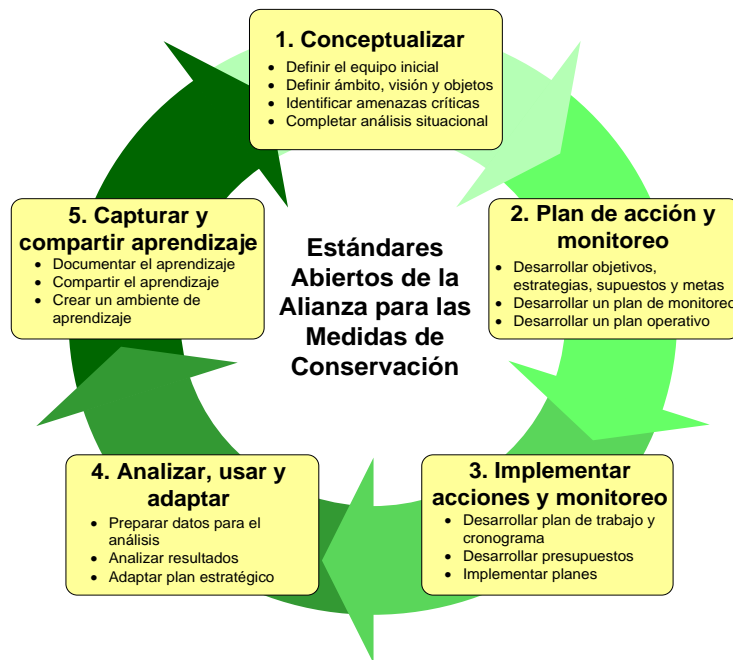 1. Conceptualizar
• Definir el equipo inicial
• Definir ámbito, visión y objetos
• Identificar amenazas críticas
• Completar análisis situacional
2. Plan de acción y
monitoreo
• Desarrollar objetivos,
estrategias, supuestos y metas
• Desarrollar un plan de monitoreo
• Desarrollar un plan operativo
3. Implementar
acciones y monitoreo
• Desarrollar plan de trabajo y
cronograma
• Desarrollar presupuestos
• Implementar planes
4. Analizar, usar y
adaptar
• Preparar datos para el
análisis
• Analizar resultados
• Adaptar plan estratégico
5. Capturar y
compartir aprendizaje
• Documentar el aprendizaje
• Compartir el aprendizaje
• Crear un ambiente de
aprendizaje
Estándares
Abiertos de la
Alianza para las
Medidas de
Conservación